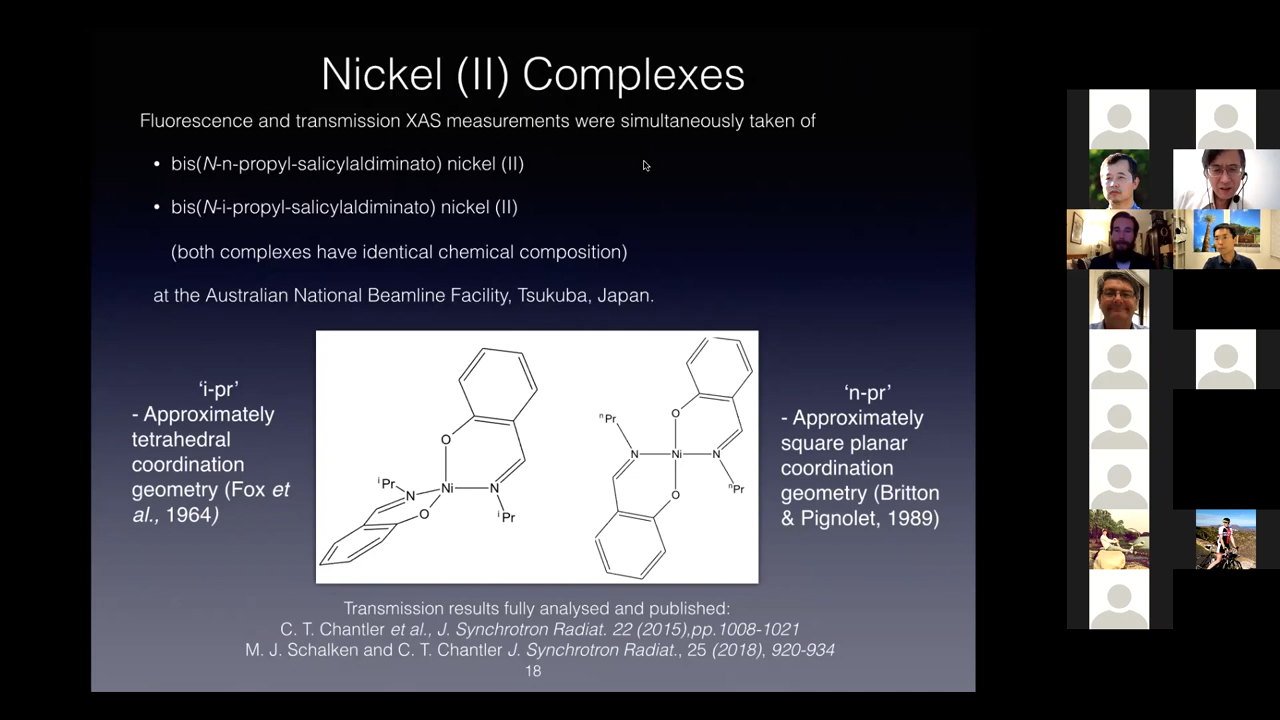 Nickel (II) Complexes
Fluorescence and transmission XAS measurements were simultaneously taken of
• bis(N-n-propyl-salicylaldiminato) nickel (II)
• bis(N-i-propyl-salicylaldiminato) nickel (II)
(both complexes have identical chemical composition)
at the Australian National Beamline Facility, Tsukuba, Japan.
‘i-pr’
- Approximately
tetrahedral
coordination
geometry (Fox et
al., 1964)
O
iPr
N
Ni
N
O
iPr
O
nPr
N
Ni
N
O
nPr
‘n-pr’
- Approximately
square planar
coordination
geometry (Britton
& Pignolet, 1989)
Transmission results fully analysed and published:
C. T. Chantler et al., J. Synchrotron Radiat. 22 (2015),pp.1008-1021
M. J. Schalken and C. T. Chantler J. Synchrotron Radiat., 25 (2018), 920-934
18